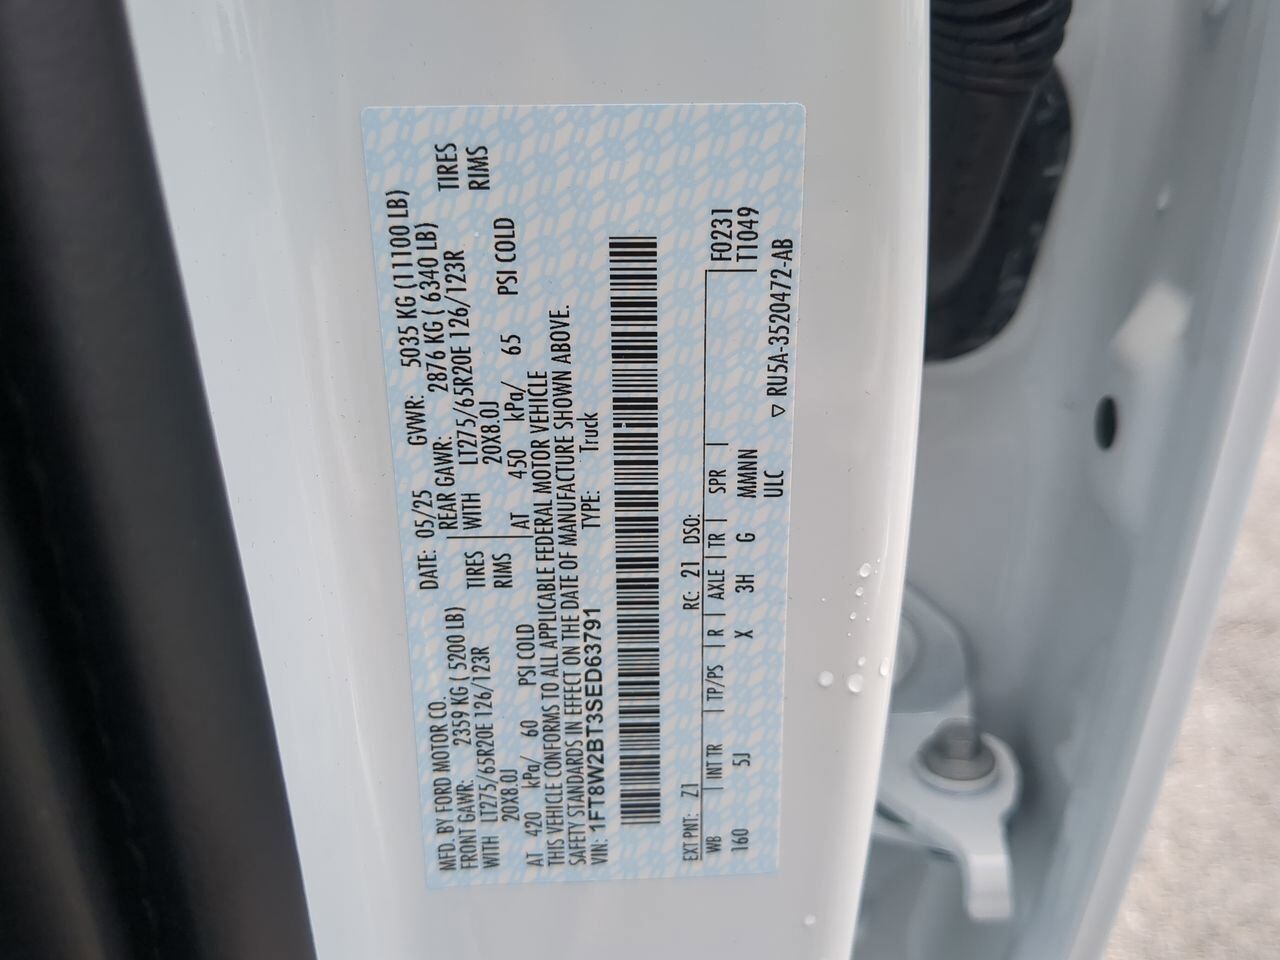 MFD. BY FORD MOTOR CO.
DATE: 05/25 GVWR: 5035 KG (11100 LB)
FRONT GAWR: 2359 KG ( 5200 LB) REAR GAWR: 2876 KG ( 6340 LB)
WITH LT275/65R20E 126/123R TIRES WITH LT275/65R20E 126/123R TIRES
20X8.0J RIMS 20X8.0J RIMS
AT 420 kPa/ 60 PSI COLD AT 450 kPa/ 65 PSI COLD
THIS VEHICLE CONFORMS TO ALL APPLICABLE FEDERAL MOTOR VEHICLE
SAFETY STANDARDS IN EFFECT ON THE DATE OF MANUFACTURE SHOWN ABOVE.
VIN: 1FT8W2BT3SED63791 TYPE: Truck
EXT PNT: Z1 RC: 21 DSO: F0231
WB INT TR TP/PS R AXLE TR SPR T1049
160 5J X 3H G MMNN
ULC
▽ RU5A-3520472-AB